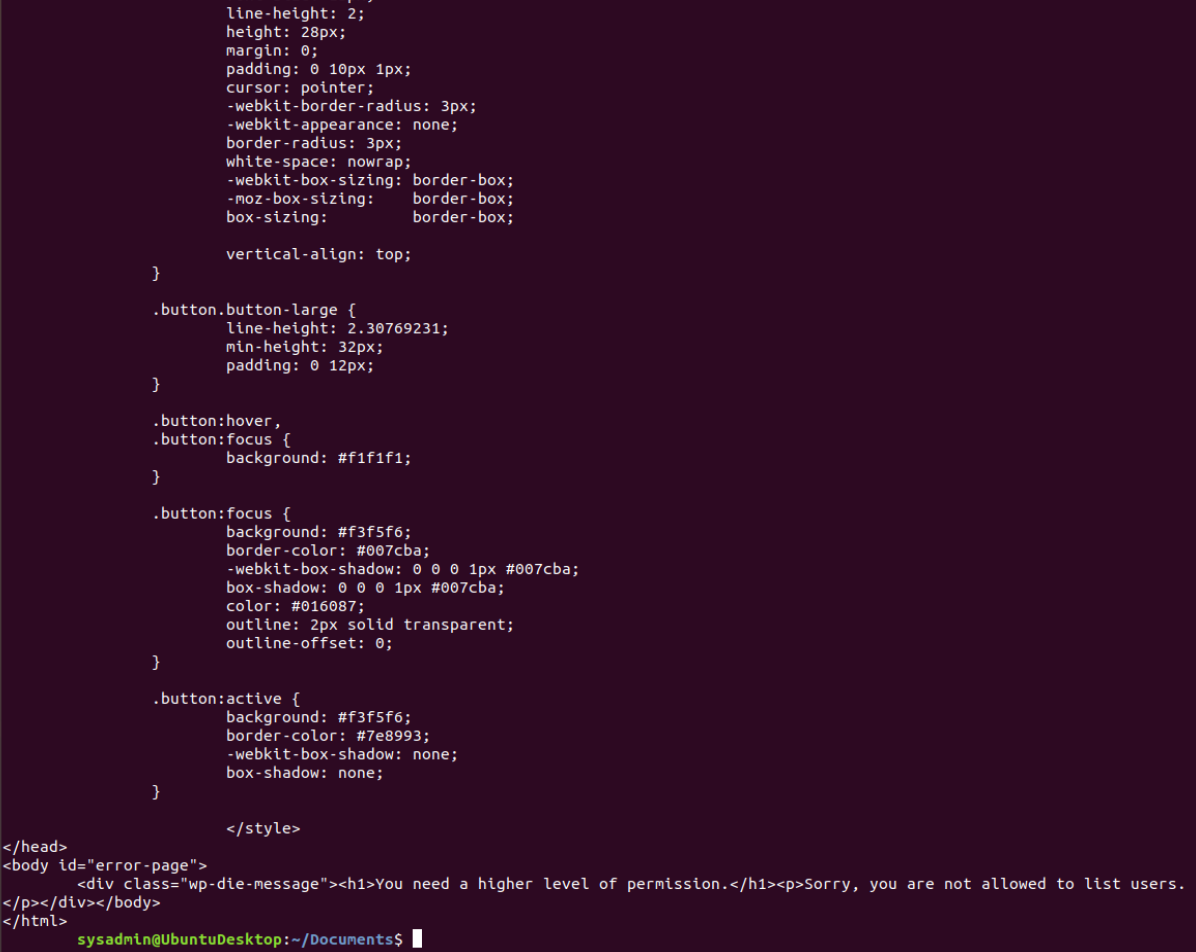 line-height: 2;
height: 28px;
margin: 0;
padding: 0 10px 1px;
cursor: pointer;
-webkit-border-radius: 3px;
-webkit-appearance: none;
border-radius: 3px;
white-space: nowrap;
-webkit-box-sizing: border-box;
-moz-box-sizing:    border-box;
box-sizing:         border-box;
vertical-align: top;
}
.button.button-large {
line-height: 2.30769231;
min-height: 32px;
padding: 0 12px;
}
.button:hover,
.button:focus {
background: #f1f1f1;
}
.button:focus {
background: #f3f5f6;
border-color: #007cba;
-webkit-box-shadow: 0 0 0 1px #007cba;
box-shadow: 0 0 0 1px #007cba;
color: #016087;
outline: 2px solid transparent;
outline-offset: 0;
}
.button:active {
background: #f3f5f6;
border-color: #7e8993;
-webkit-box-shadow: none;
box-shadow: none;
}
</style>
</head>
<body id="error-page">
<div class="wp-die-message"><h1>You need a higher level of permission.</h1><p>Sorry, you are not allowed to list users.
</p></div></body>
</html>
sysadmin@UbuntuDesktop:~/Documents$